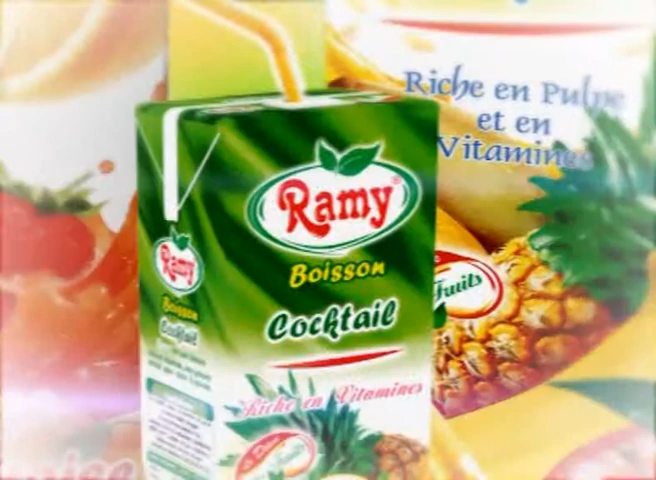 Riche en Pulpe
et en
Vitamines
Ramy
Boisson
Cocktail
Riche en Vitamines
Fruits
Ramy
Boisson
Cocktail